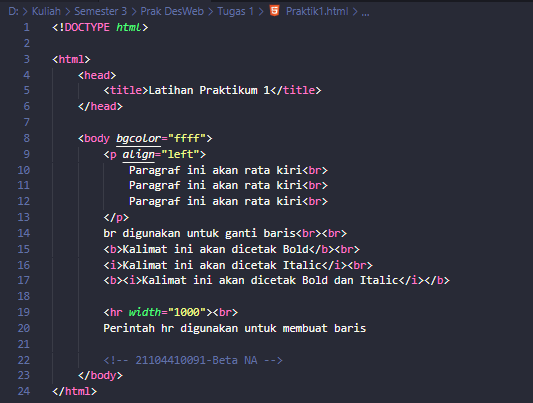 D: > Kuliah > Semester 3 > Prak DesWeb > Tugas 1 > Praktik1.html > ...
1 <!DOCTYPE html>
2
3 <html>
4 <head>
5 <title>Latihan Praktikum 1</title>
6 </head>
7
8 <body bgcolor="ffff">
9 <p align="left">
10 Paragraf ini akan rata kiri<br>
11 Paragraf ini akan rata kiri<br>
12 Paragraf ini akan rata kiri<br>
13 </p>
14 br digunakan untuk ganti baris<br><br>
15 <b>Kalimat ini akan dicetak Bold</b><br>
16 <i>Kalimat ini akan dicetak Italic</i><br>
17 <b><i>Kalimat ini akan dicetak Bold dan Italic</i></b>
18
19 <hr width="1000"><br>
20 Perintah hr digunakan untuk membuat baris
21
22 <!-- 21104410091-Beta NA -->
23 </body>
24 </html>